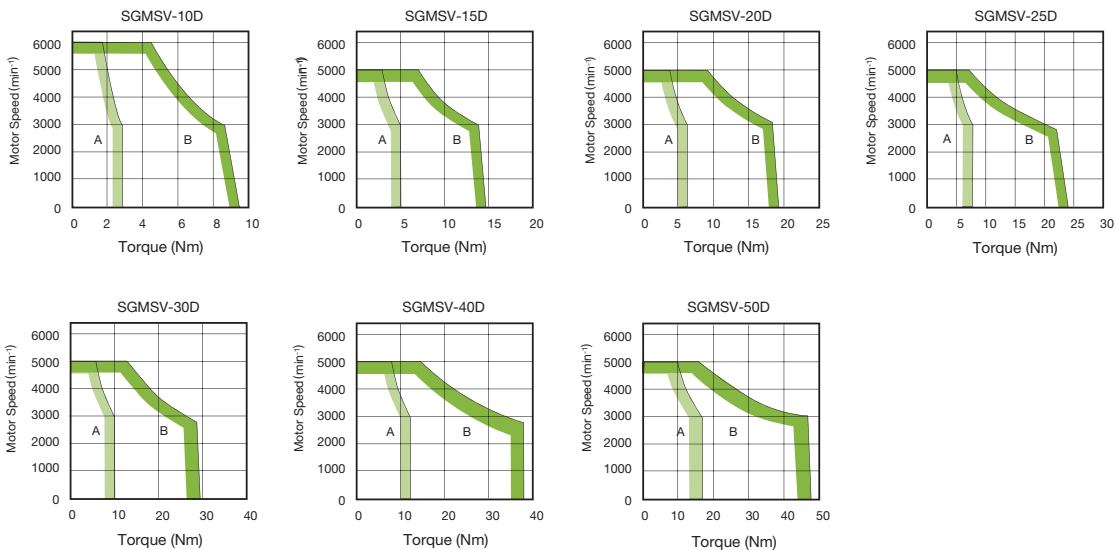 SGMSV-10D
Motor Speed (min⁻¹)
6000
5000
4000
3000
2000
1000
0
A
B
0 2 4 6 8 10
Torque (Nm)
SGMSV-15D
Motor Speed (min⁻¹)
6000
5000
4000
3000
2000
1000
0
A
B
0 5 10 15 20
Torque (Nm)
SGMSV-20D
Motor Speed (min⁻¹)
6000
5000
4000
3000
2000
1000
0
A
B
0 5 10 15 20 25
Torque (Nm)
SGMSV-25D
Motor Speed (min⁻¹)
6000
5000
4000
3000
2000
1000
0
A
B
0 5 10 15 20 25 30
Torque (Nm)
SGMSV-30D
Motor Speed (min⁻¹)
6000
5000
4000
3000
2000
1000
0
A
B
0 10 20 30 40
Torque (Nm)
SGMSV-40D
Motor Speed (min⁻¹)
6000
5000
4000
3000
2000
1000
0
A
B
0 10 20 30 40
Torque (Nm)
SGMSV-50D
Motor Speed (min⁻¹)
6000
5000
4000
3000
2000
1000
0
A
B
0 10 20 30 40 50
Torque (Nm)